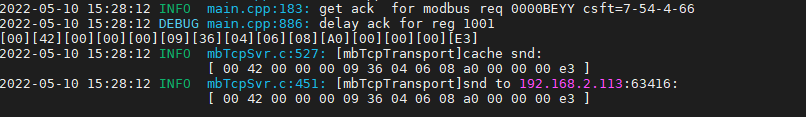 2022-05-10 15:28:12 INFO main.cpp:183: get ack for modbus req 0000BEYY csft=7-54-4-66
2022-05-10 15:28:12 DEBUG main.cpp:886: delay ack for reg 1001
[00][42][00][00][00][09][36][04][06][08][A0][00][00][00][E3]
2022-05-10 15:28:12 INFO mbTcpSvr.c:527: [mbTcpTransport]cache snd:
[ 00 42 00 00 00 09 36 04 06 08 a0 00 00 00 e3 ]
2022-05-10 15:28:12 INFO mbTcpSvr.c:451: [mbTcpTransport]snd to 192.168.2.113:63416:
[ 00 42 00 00 00 09 36 04 06 08 a0 00 00 00 e3 ]